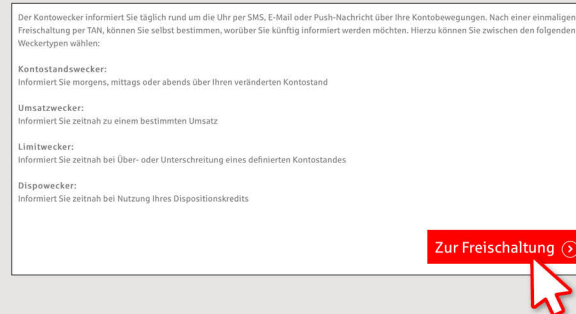 Der Kontowecker informiert Sie täglich rund um die Uhr per SMS, E-Mail oder Push-Nachricht über Ihre Kontobewegungen. Nach einer einmaligen
Freischaltung per TAN, können Sie selbst bestimmen, worüber Sie künftig informiert werden möchten. Hierzu können Sie zwischen den folgenden
Weckertypen wählen:
Kontostandswecker:
Informiert Sie morgens, mittags oder abends über Ihren veränderten Kontostand
Umsatzwecker:
Informiert Sie zeitnah zu einem bestimmten Umsatz
Limitwecker:
Informiert Sie zeitnah bei Über- oder Unterschreitung eines definierten Kontostandes
Dispowecker:
Informiert Sie zeitnah bei Nutzung Ihres Dispositionskredits
Zur Freischaltung